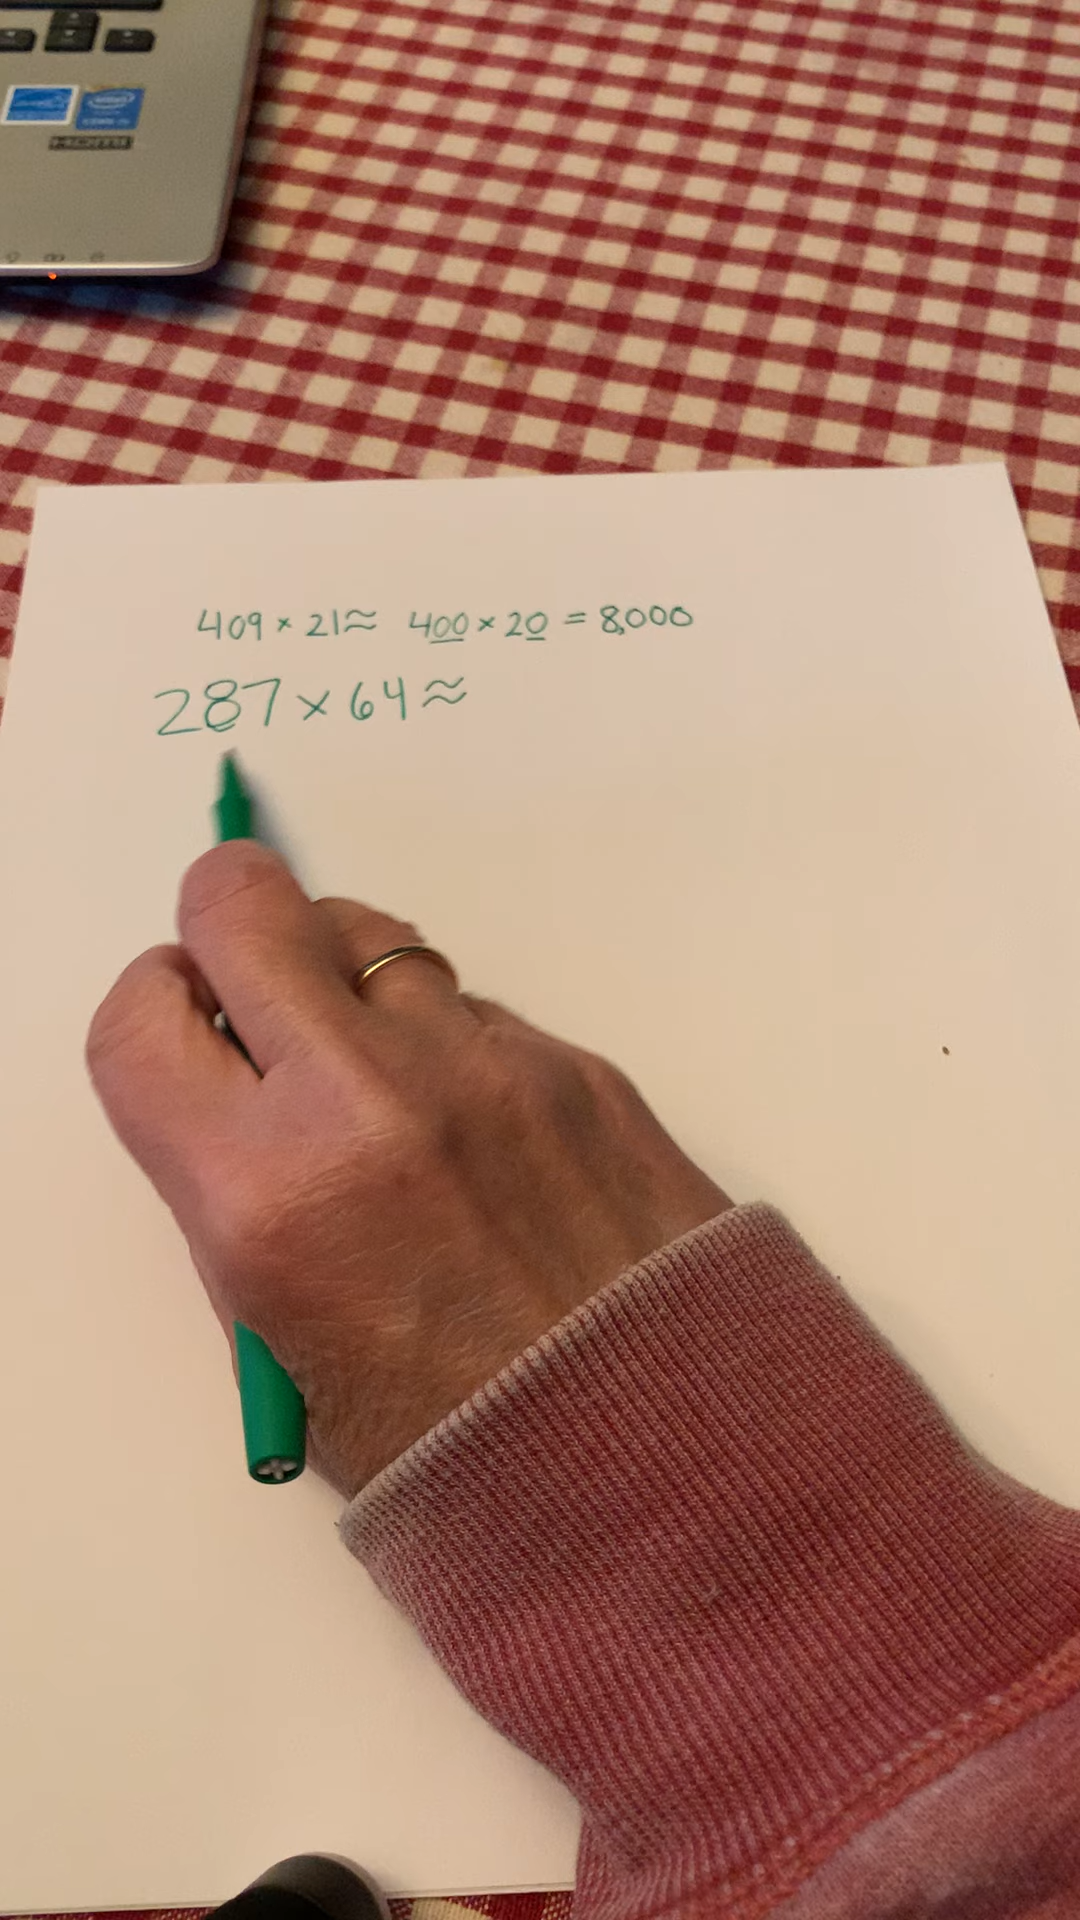 409 × 21 ≈ 400 × 20 = 8,000
287 × 64 ≈